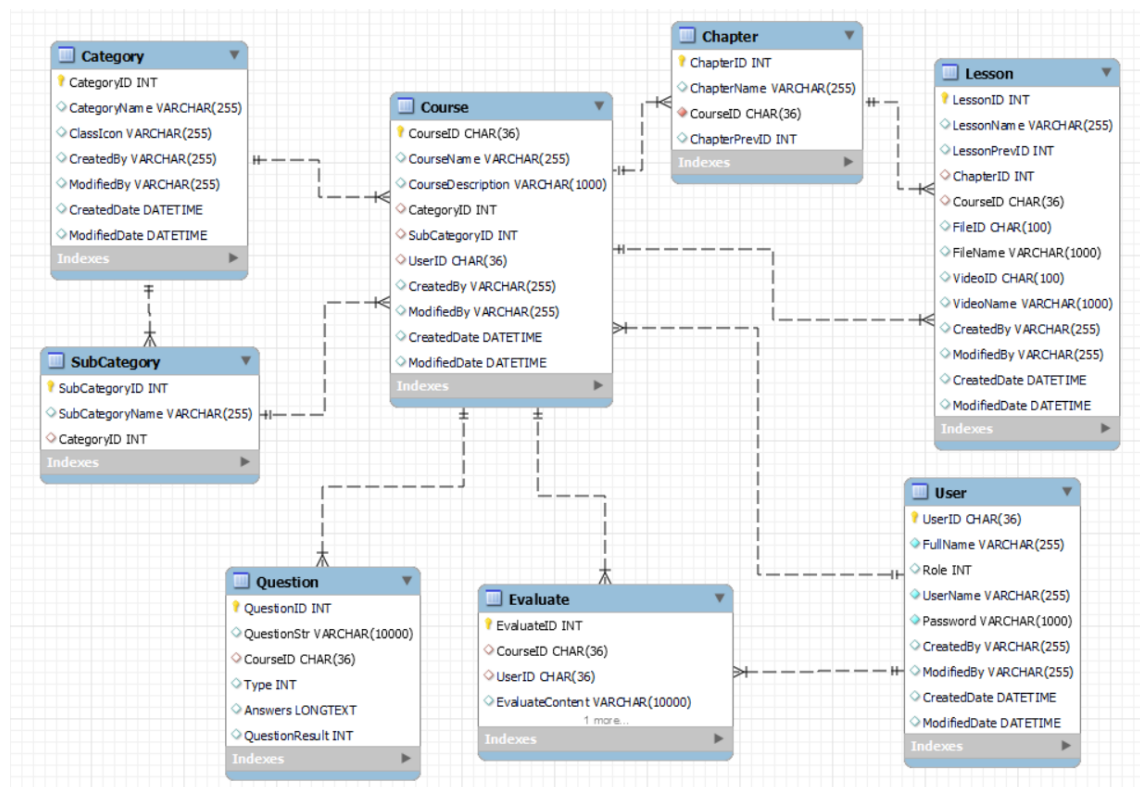 Category
CategoryID INT
CategoryName VARCHAR(255)
ClassIcon VARCHAR(255)
CreatedBy VARCHAR(255)
ModifiedBy VARCHAR(255)
CreatedDate DATETIME
ModifiedDate DATETIME
Indexes
SubCategory
SubCategoryID INT
SubCategoryName VARCHAR(255)
CategoryID INT
Indexes
Course
CourseID CHAR(36)
CourseName VARCHAR(255)
CourseDescription VARCHAR(1000)
CategoryID INT
SubCategoryID INT
UserID CHAR(36)
CreatedBy VARCHAR(255)
ModifiedBy VARCHAR(255)
CreatedDate DATETIME
ModifiedDate DATETIME
Indexes
Chapter
ChapterID INT
ChapterName VARCHAR(255)
CourseID CHAR(36)
ChapterPrevID INT
Indexes
Lesson
LessonID INT
LessonName VARCHAR(255)
LessonPrevID INT
ChapterID INT
CourseID CHAR(36)
FileID CHAR(100)
FileName VARCHAR(1000)
VideoID CHAR(100)
VideoName VARCHAR(1000)
CreatedBy VARCHAR(255)
ModifiedBy VARCHAR(255)
CreatedDate DATETIME
ModifiedDate DATETIME
Indexes
Question
QuestionID INT
QuestionStr VARCHAR(10000)
CourseID CHAR(36)
Type INT
Answers LONGTEXT
QuestionResult INT
Indexes
Evaluate
EvaluateID INT
CourseID CHAR(36)
UserID CHAR(36)
EvaluateContent VARCHAR(10000)
1 more...
Indexes
User
UserID CHAR(36)
FullName VARCHAR(255)
Role INT
UserName VARCHAR(255)
Password VARCHAR(1000)
CreatedBy VARCHAR(255)
ModifiedBy VARCHAR(255)
CreatedDate DATETIME
ModifiedDate DATETIME
Indexes